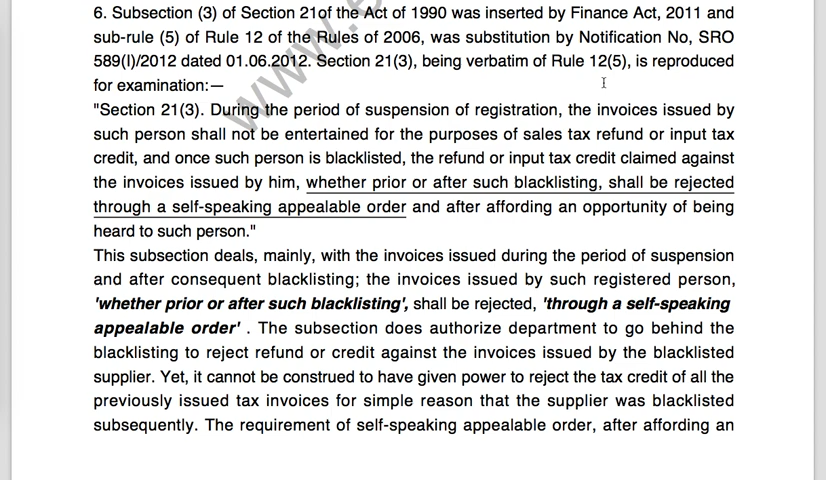 6. Subsection (3) of Section 21of the Act of 1990 was inserted by Finance Act, 2011 and
sub-rule (5) of Rule 12 of the Rules of 2006, was substitution by Notification No, SRO
589(I)/2012 dated 01.06.2012. Section 21(3), being verbatim of Rule 12(5), is reproduced
for examination:—
"Section 21(3). During the period of suspension of registration, the invoices issued by
such person shall not be entertained for the purposes of sales tax refund or input tax
credit, and once such person is blacklisted, the refund or input tax credit claimed against
the invoices issued by him, whether prior or after such blacklisting, shall be rejected
through a self-speaking appealable order and after affording an opportunity of being
heard to such person."
This subsection deals, mainly, with the invoices issued during the period of suspension
and after consequent blacklisting; the invoices issued by such registered person,
'whether prior or after such blacklisting', shall be rejected, 'through a self-speaking
appealable order' . The subsection does authorize department to go behind the
blacklisting to reject refund or credit against the invoices issued by the blacklisted
supplier. Yet, it cannot be construed to have given power to reject the tax credit of all the
previously issued tax invoices for simple reason that the supplier was blacklisted
subsequently. The requirement of self-speaking appealable order, after affording an
www.